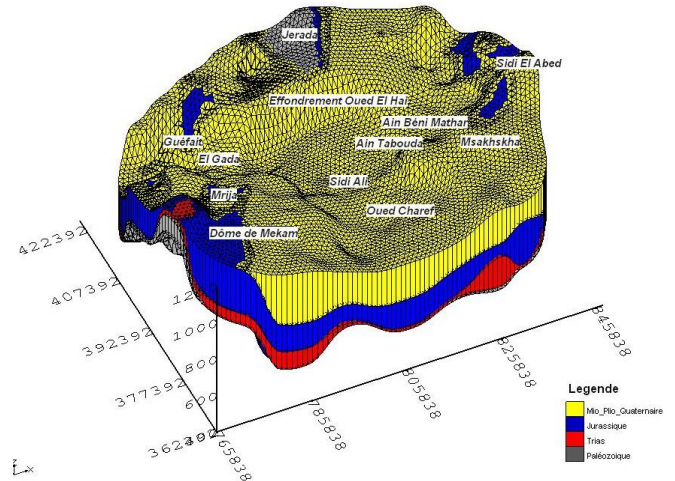 Jerada
Sidi El Abed
Effondrement Oued El Hai
Ain Béni Mathar
Guéfait
Ain Tabouda
Msakhskha
El Gada
Sidi Ali
Mrija
Oued Charef
Dôme de Mekam
422392
407392
392392
377392
1000
800
600
845838
825838
805838
785838
765838
Legende
Mio_Plio_Quaternaire
Jurassique
Trias
Paléozoique